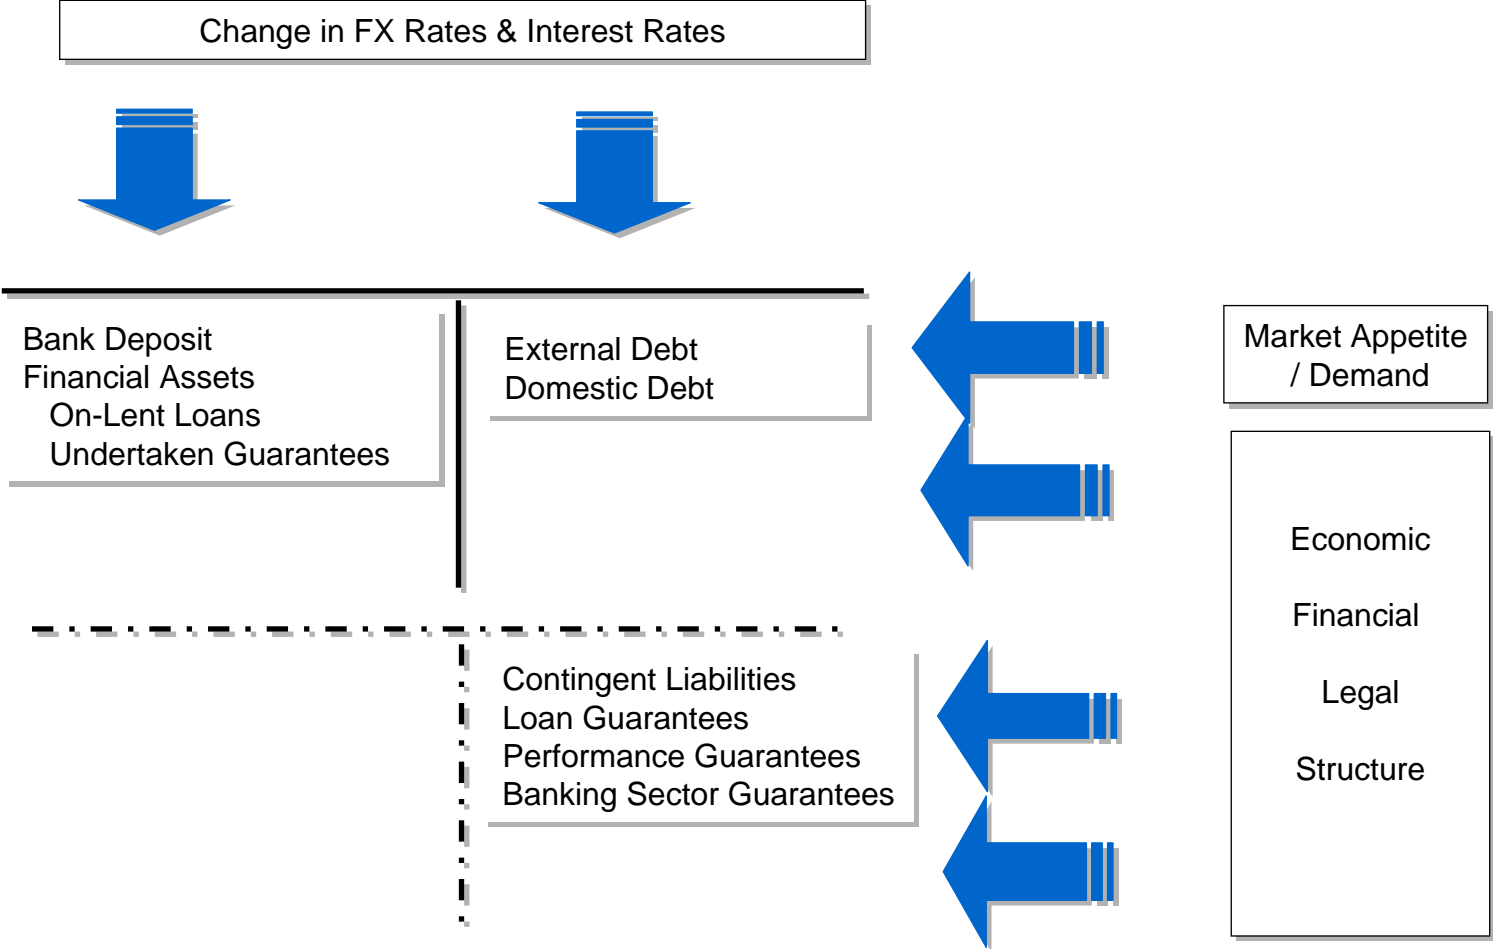 Change in FX Rates & Interest Rates
Bank Deposit
Financial Assets
On-Lent Loans
Undertaken Guarantees
External Debt
Domestic Debt
Market Appetite
/ Demand
Economic
Financial
Legal
Structure
Contingent Liabilities
Loan Guarantees
Performance Guarantees
Banking Sector Guarantees